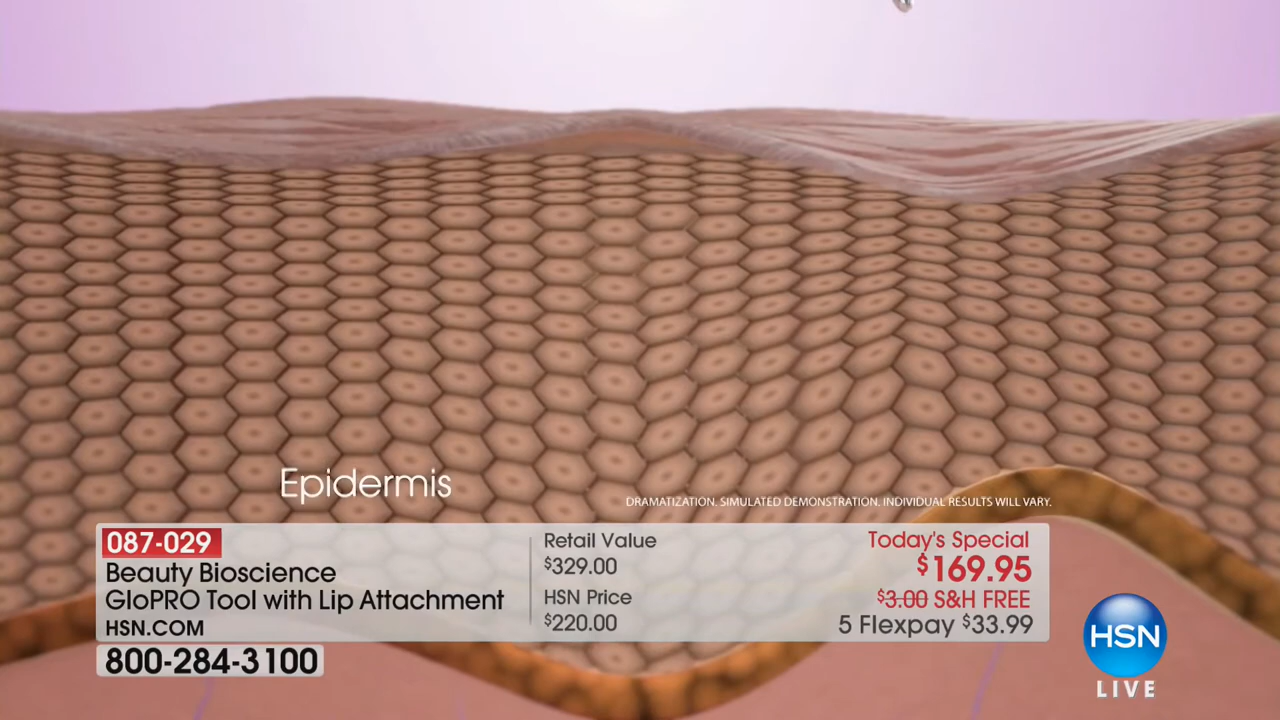 Epidermis
DRAMATIZATION. SIMULATED DEMONSTRATION. INDIVIDUAL RESULTS WILL VARY.
087-029
Beauty Bioscience
GloPRO Tool with Lip Attachment
HSN.COM
800-284-3100
Retail Value
$329.00
HSN Price
$220.00
Today's Special
$169.95
$3.00 S&H FREE
5 Flexpay $33.99
HSN
LIVE